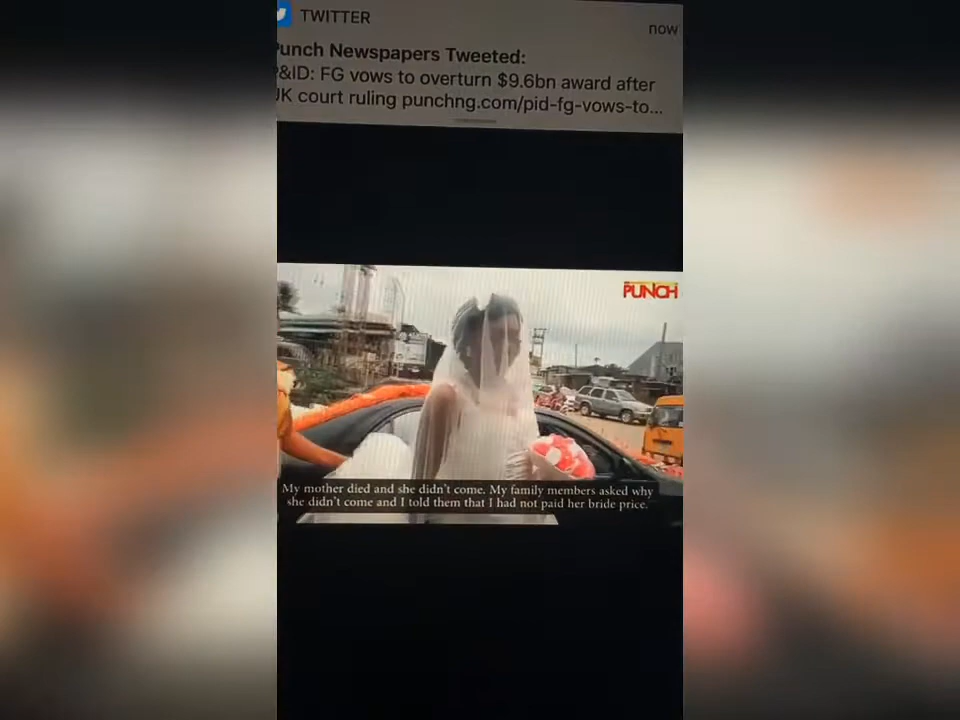 TWITTER
now
Punch Newspapers Tweeted:
P&ID: FG vows to overturn $9.6bn award after
UK court ruling punchng.com/pid-fg-vows-to...
PUNCH
My mother died and she didn't come. My family members asked why
she didn't come and I told them that I had not paid her bride price.